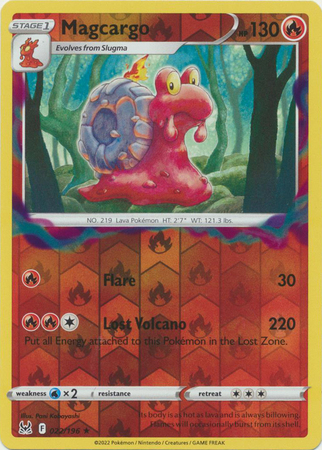 STAGE 1
Magcargo
HP 130
Evolves from Slugma
NO. 219 Lava Pokémon HT: 2'7" WT: 121.3 lbs.
Flare 30
Lost Volcano 220
Put all Energy attached to this Pokémon in the Lost Zone.
weakness ×2 resistance retreat
Illus. Kobayashi
F 022/196 ★
Its body is as hot as lava and is always billowing.
Flames will occasionally burst from its shell.
©2022 Pokémon / Nintendo / Creatures / GAME FREAK